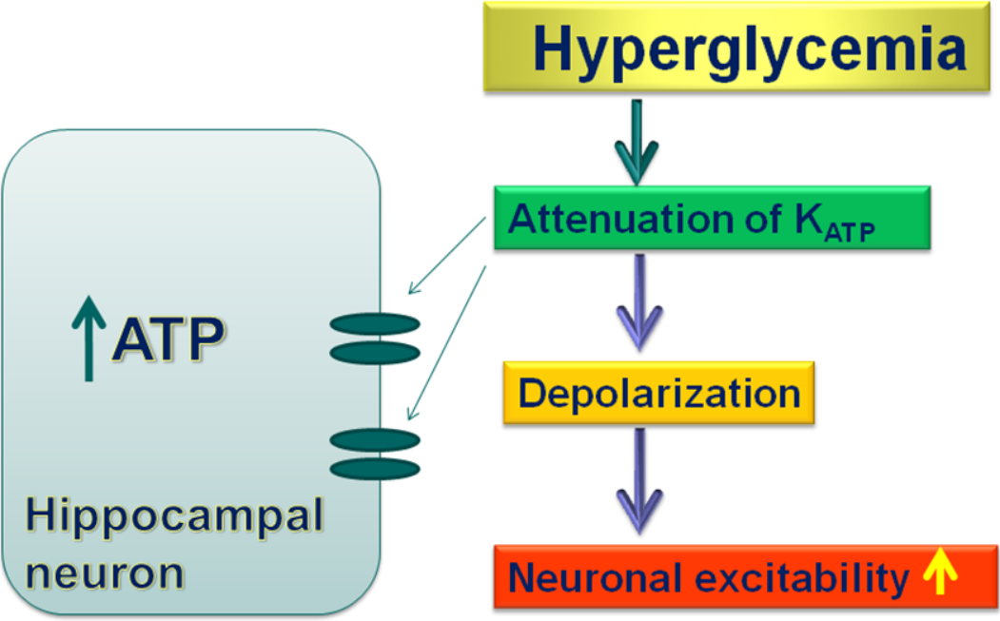 Hyperglycemia
Attenuation of KATP
ATP
Depolarization
Hippocampal
neuron
Neuronal excitability